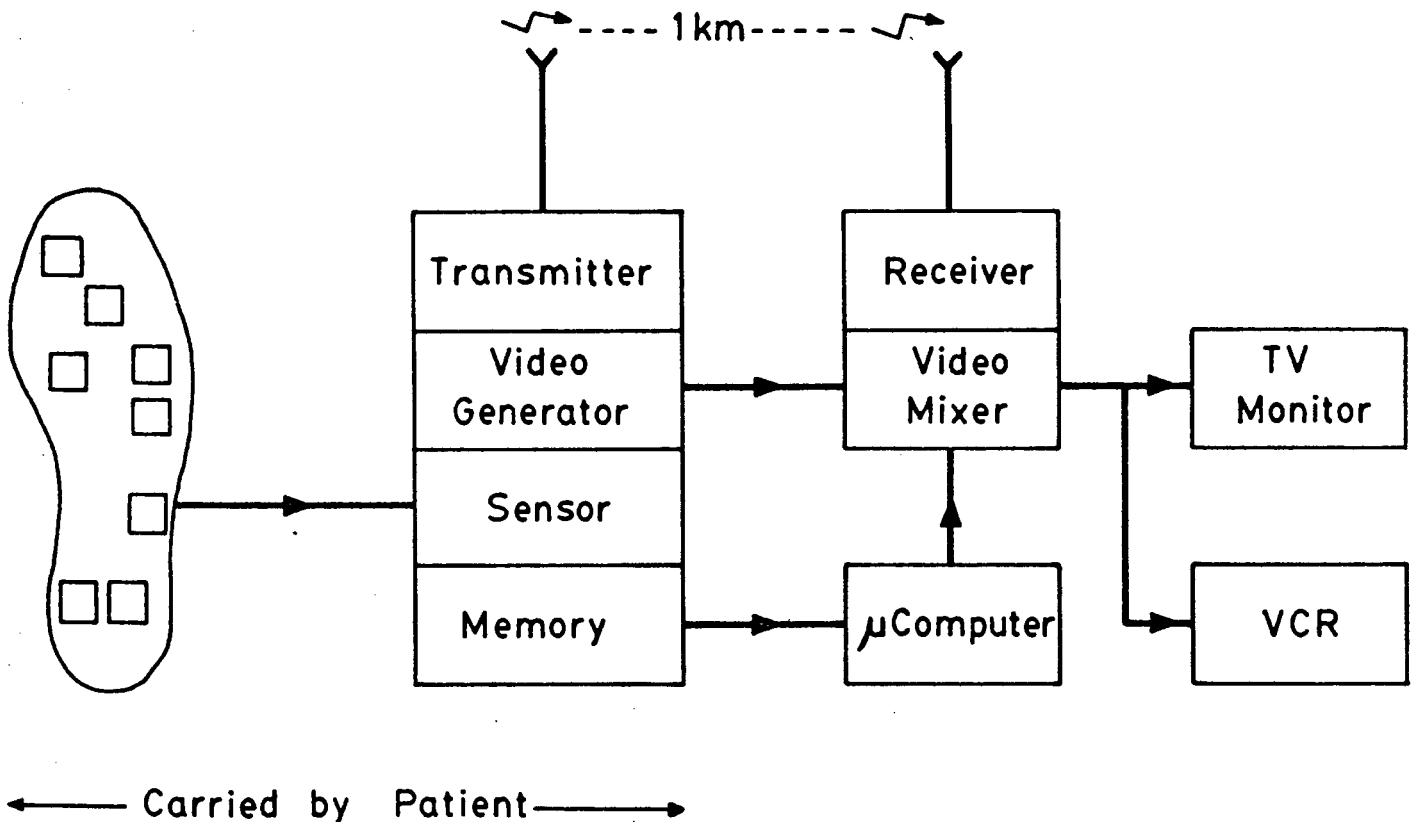 1km
Transmitter
Video
Generator
Sensor
Memory
Receiver
Video
Mixer
µComputer
TV
Monitor
VCR
Carried by Patient